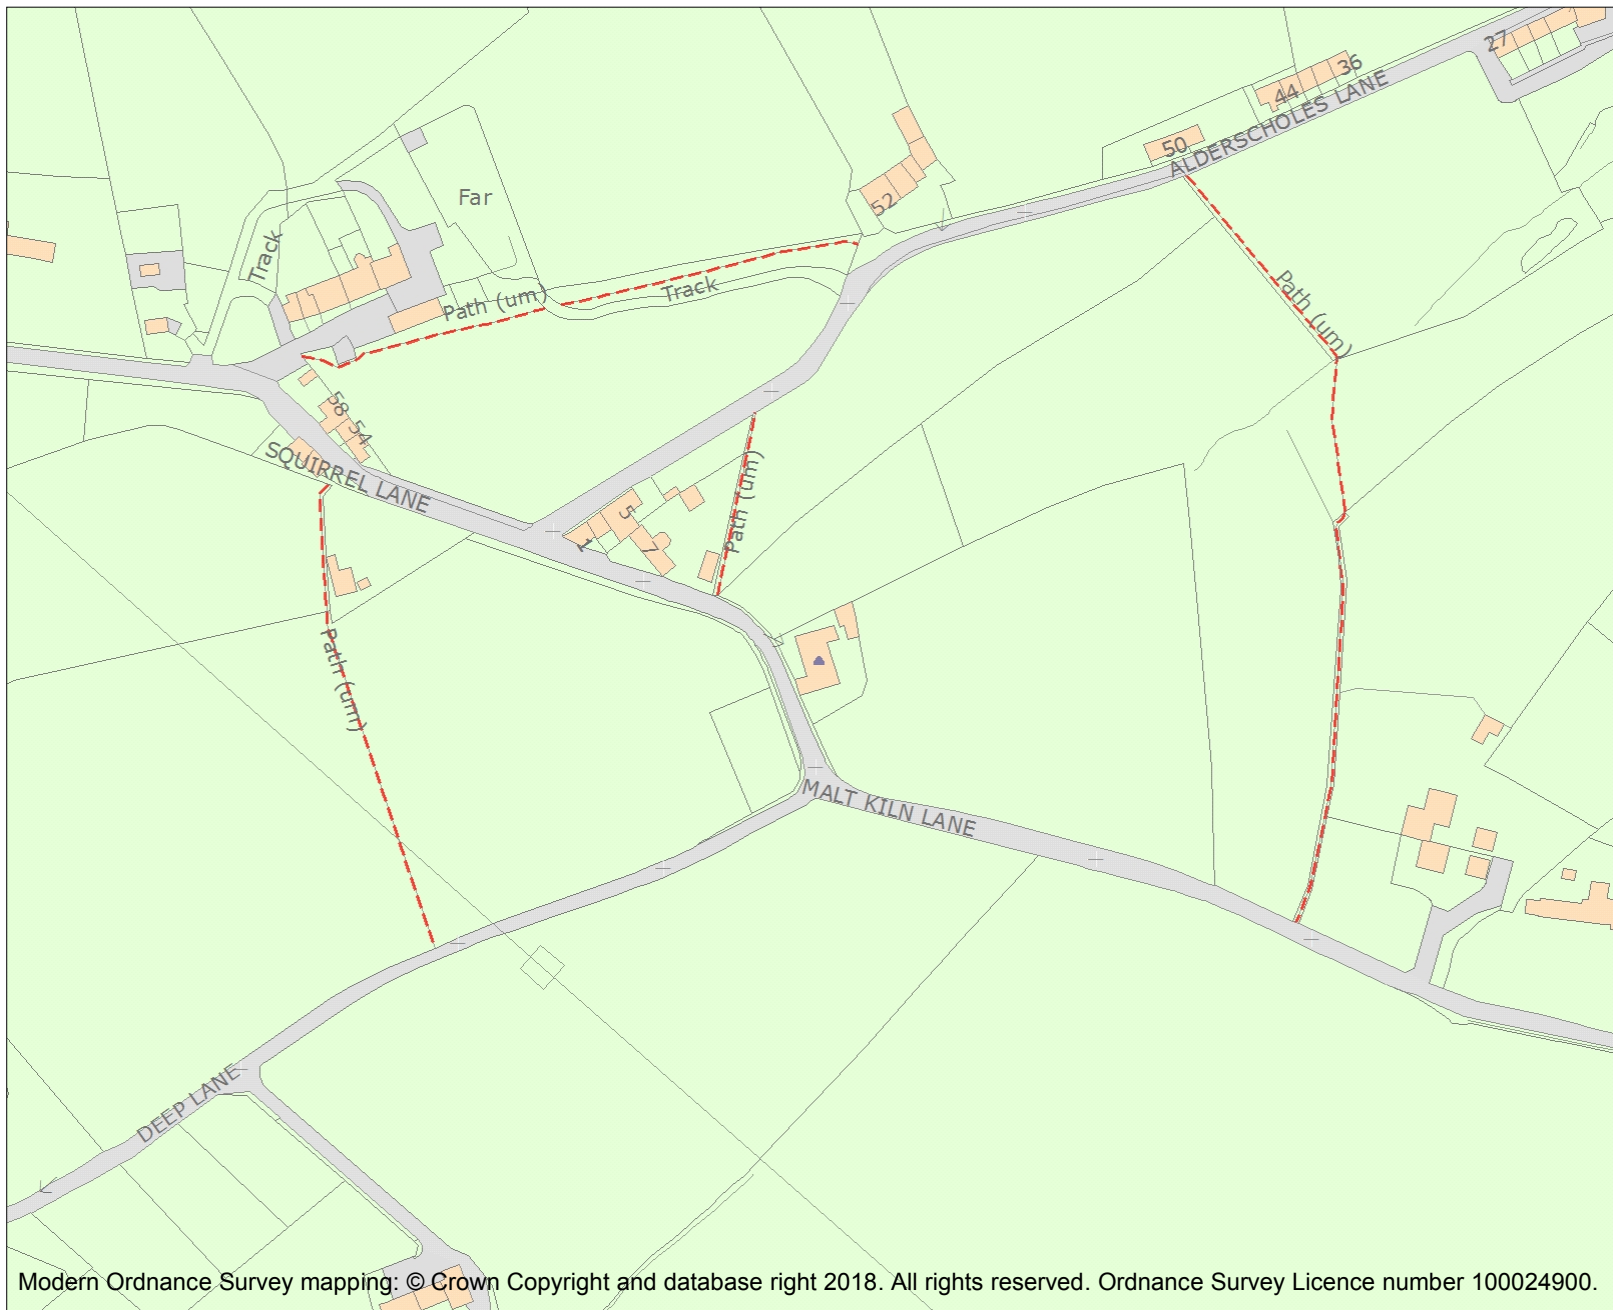 27
36
44
ALDERSCHOLES LANE
50
Far
52
Track
Track
Path (um)
Path (um)
58
54
SQUIRREL LANE
Path (um)
5
1
7
Path (um)
MALT KILN LANE
DEEP LANE
Modern Ordnance Survey mapping: © Crown Copyright and database right 2018. All rights reserved. Ordnance Survey Licence number 100024900.